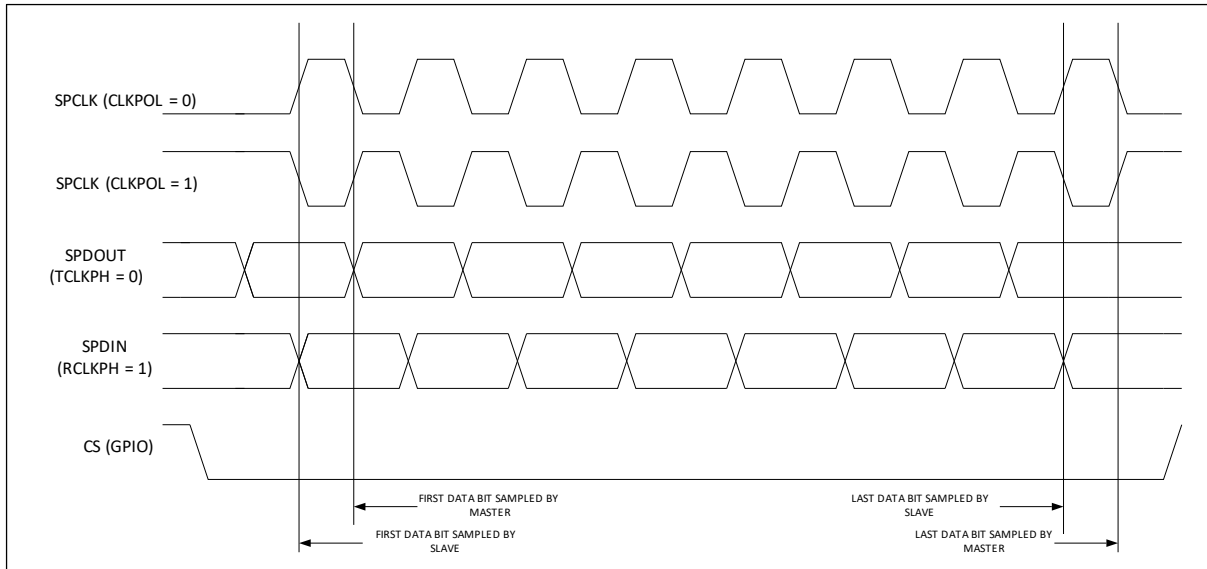 SPCLK (CLKPOL = 0)
SPCLK (CLKPOL = 1)
SPDOUT
(TCLKPH = 0)
SPDIN
(RCLKPH = 1)
CS (GPIO)
FIRST DATA BIT SAMPLED BY
MASTER
LAST DATA BIT SAMPLED BY
SLAVE
FIRST DATA BIT SAMPLED BY
SLAVE
LAST DATA BIT SAMPLED BY
MASTER